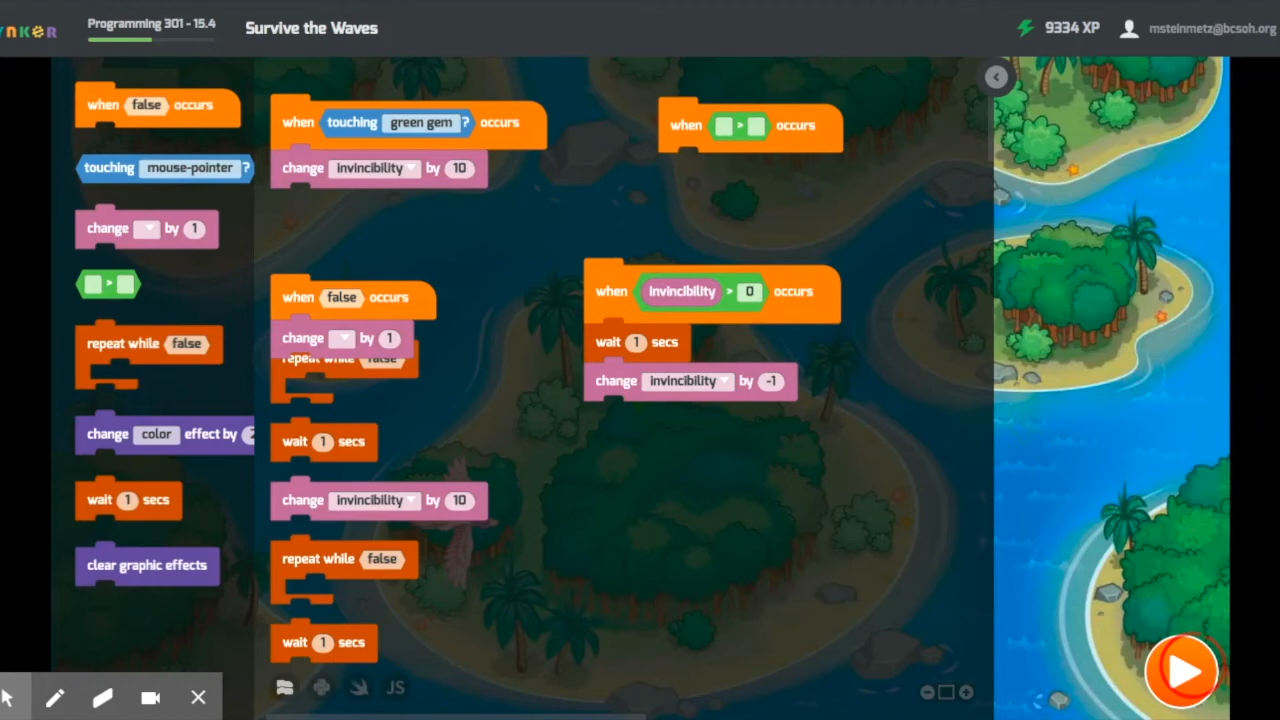 YNKER
Programming 301 - 15.4
Survive the Waves
9334 XP
msteinmetz@bcsoh.org
when false occurs
touching mouse-pointer ?
change by 1
>
repeat while false
change color effect by
wait 1 secs
clear graphic effects
when touching green gem ? occurs
change invincibility by 10
when false occurs
change by 1
repeat while false
wait 1 secs
change invincibility by 10
repeat while false
wait 1 secs
JS
when > occurs
when invincibility > 0 occurs
wait 1 secs
change invincibility by -1